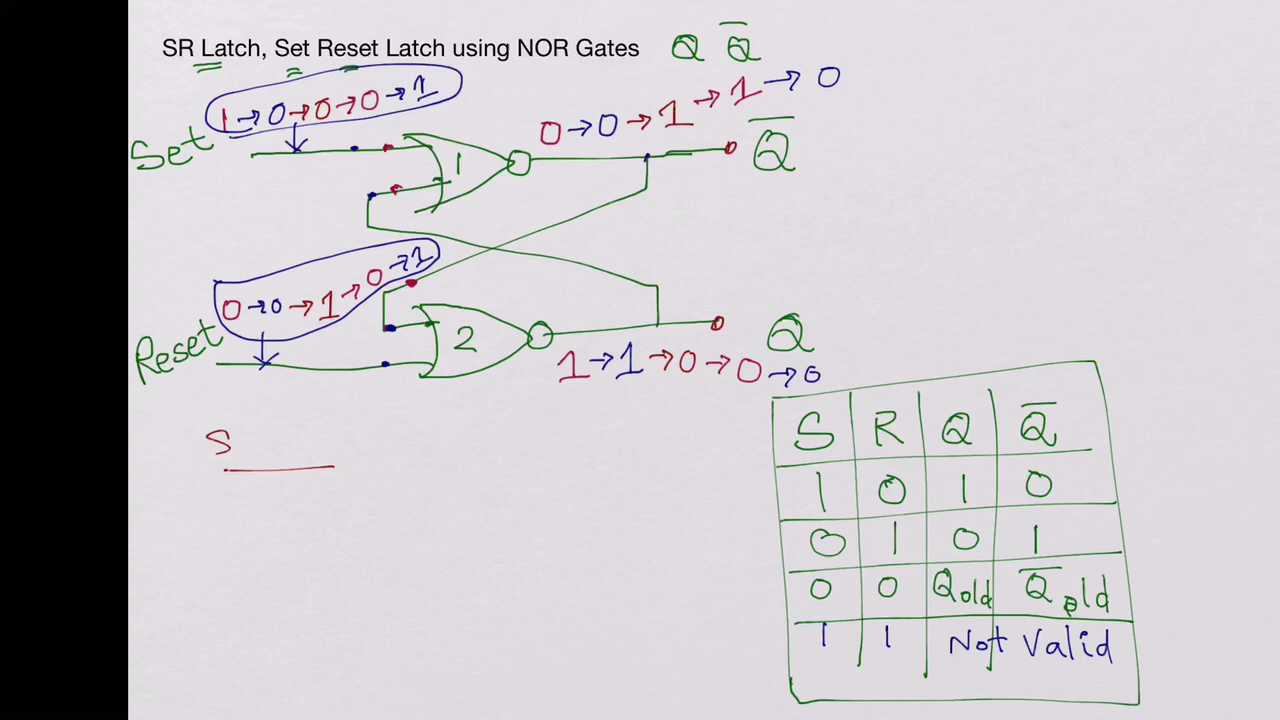 SR Latch, Set Reset Latch using NOR Gates Q Q̅
1→0→0→0→1
0→0→1→1→0
Set
1
Q̅
0→0→1→0→1
Reset
2
Q
1→1→0→0→0
S
S R Q Q̅
1 0 1 0
0 1 0 1
0 0 Qold Q̅old
1 1 Not Valid